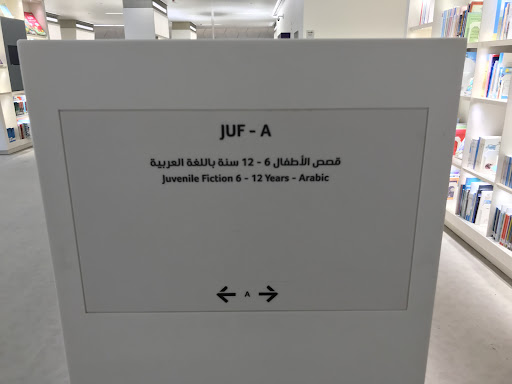 JUF - A
قصص الأطفال 6 - 12 سنة باللغة العربية
Juvenile Fiction 6 - 12 Years - Arabic
← A →